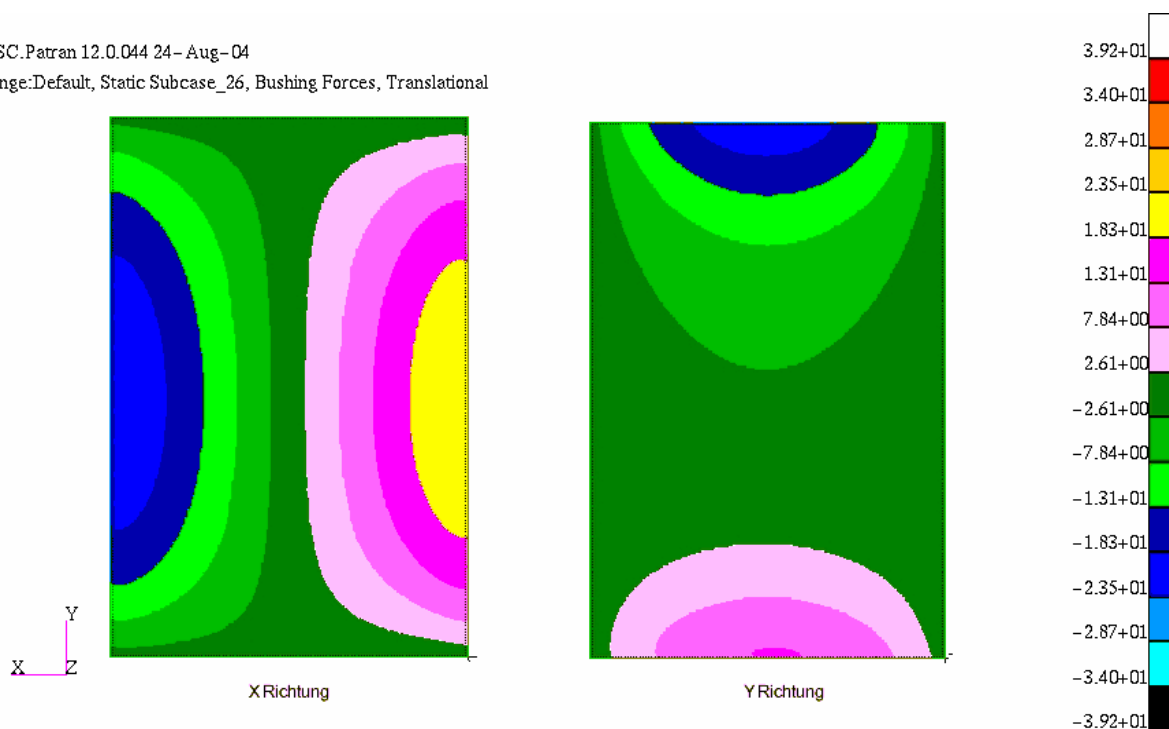 SC.Patran 12.0.044 24-Aug-04
nge:Default, Static Subcase_26, Bushing Forces, Translational
3.92+01
3.40+01
2.87+01
2.35+01
1.83+01
1.31+01
7.84+00
2.61+00
-2.61+00
-7.84+00
-1.31+01
-1.83+01
-2.35+01
-2.87+01
-3.40+01
-3.92+01
Y
X Z
X Richtung
Y Richtung